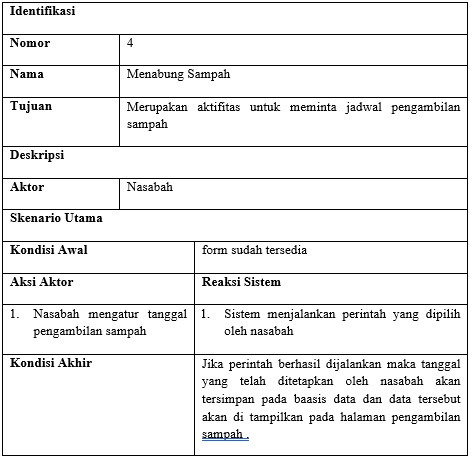 Identifikasi
Nomor 4
Nama Menabung Sampah
Tujuan Merupakan aktifitas untuk meminta jadwal pengambilan
sampah
Deskripsi
Aktor Nasabah
Skenario Utama
Kondisi Awal form sudah tersedia
Aksi Aktor Reaksi Sistem
1. Nasabah mengatur tanggal
pengambilan sampah
1. Sistem menjalankan perintah yang dipilih
oleh nasabah
Kondisi Akhir Jika perintah berhasil dijalankan maka tanggal
yang telah ditetapkan oleh nasabah akan
tersimpan pada baasis data dan data tersebut
akan di tampilkan pada halaman pengambilan
sampah .